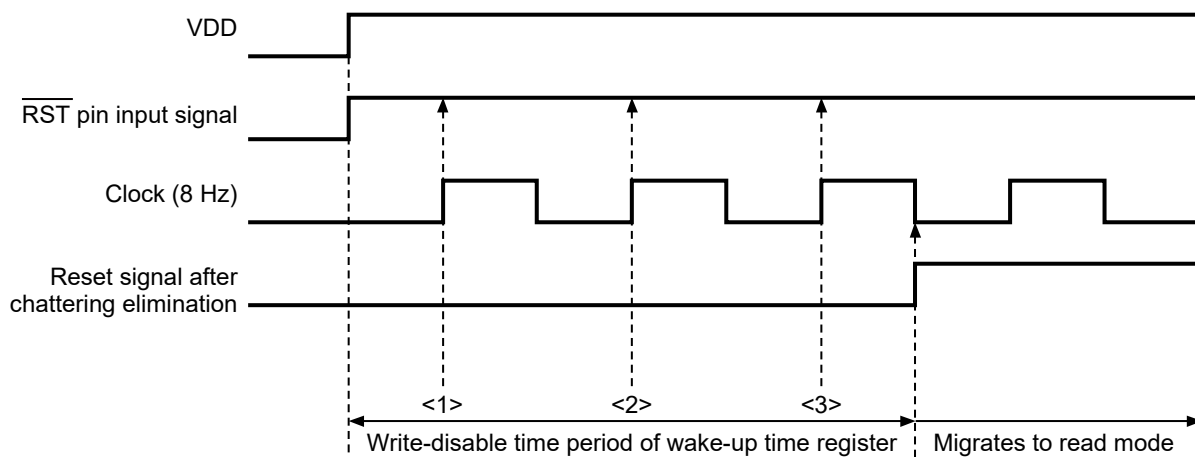 VDD
R̅S̅T̅ pin input signal
Clock (8 Hz)
Reset signal after
chattering elimination
<1> <2> <3>
Write-disable time period of wake-up time register Migrates to read mode